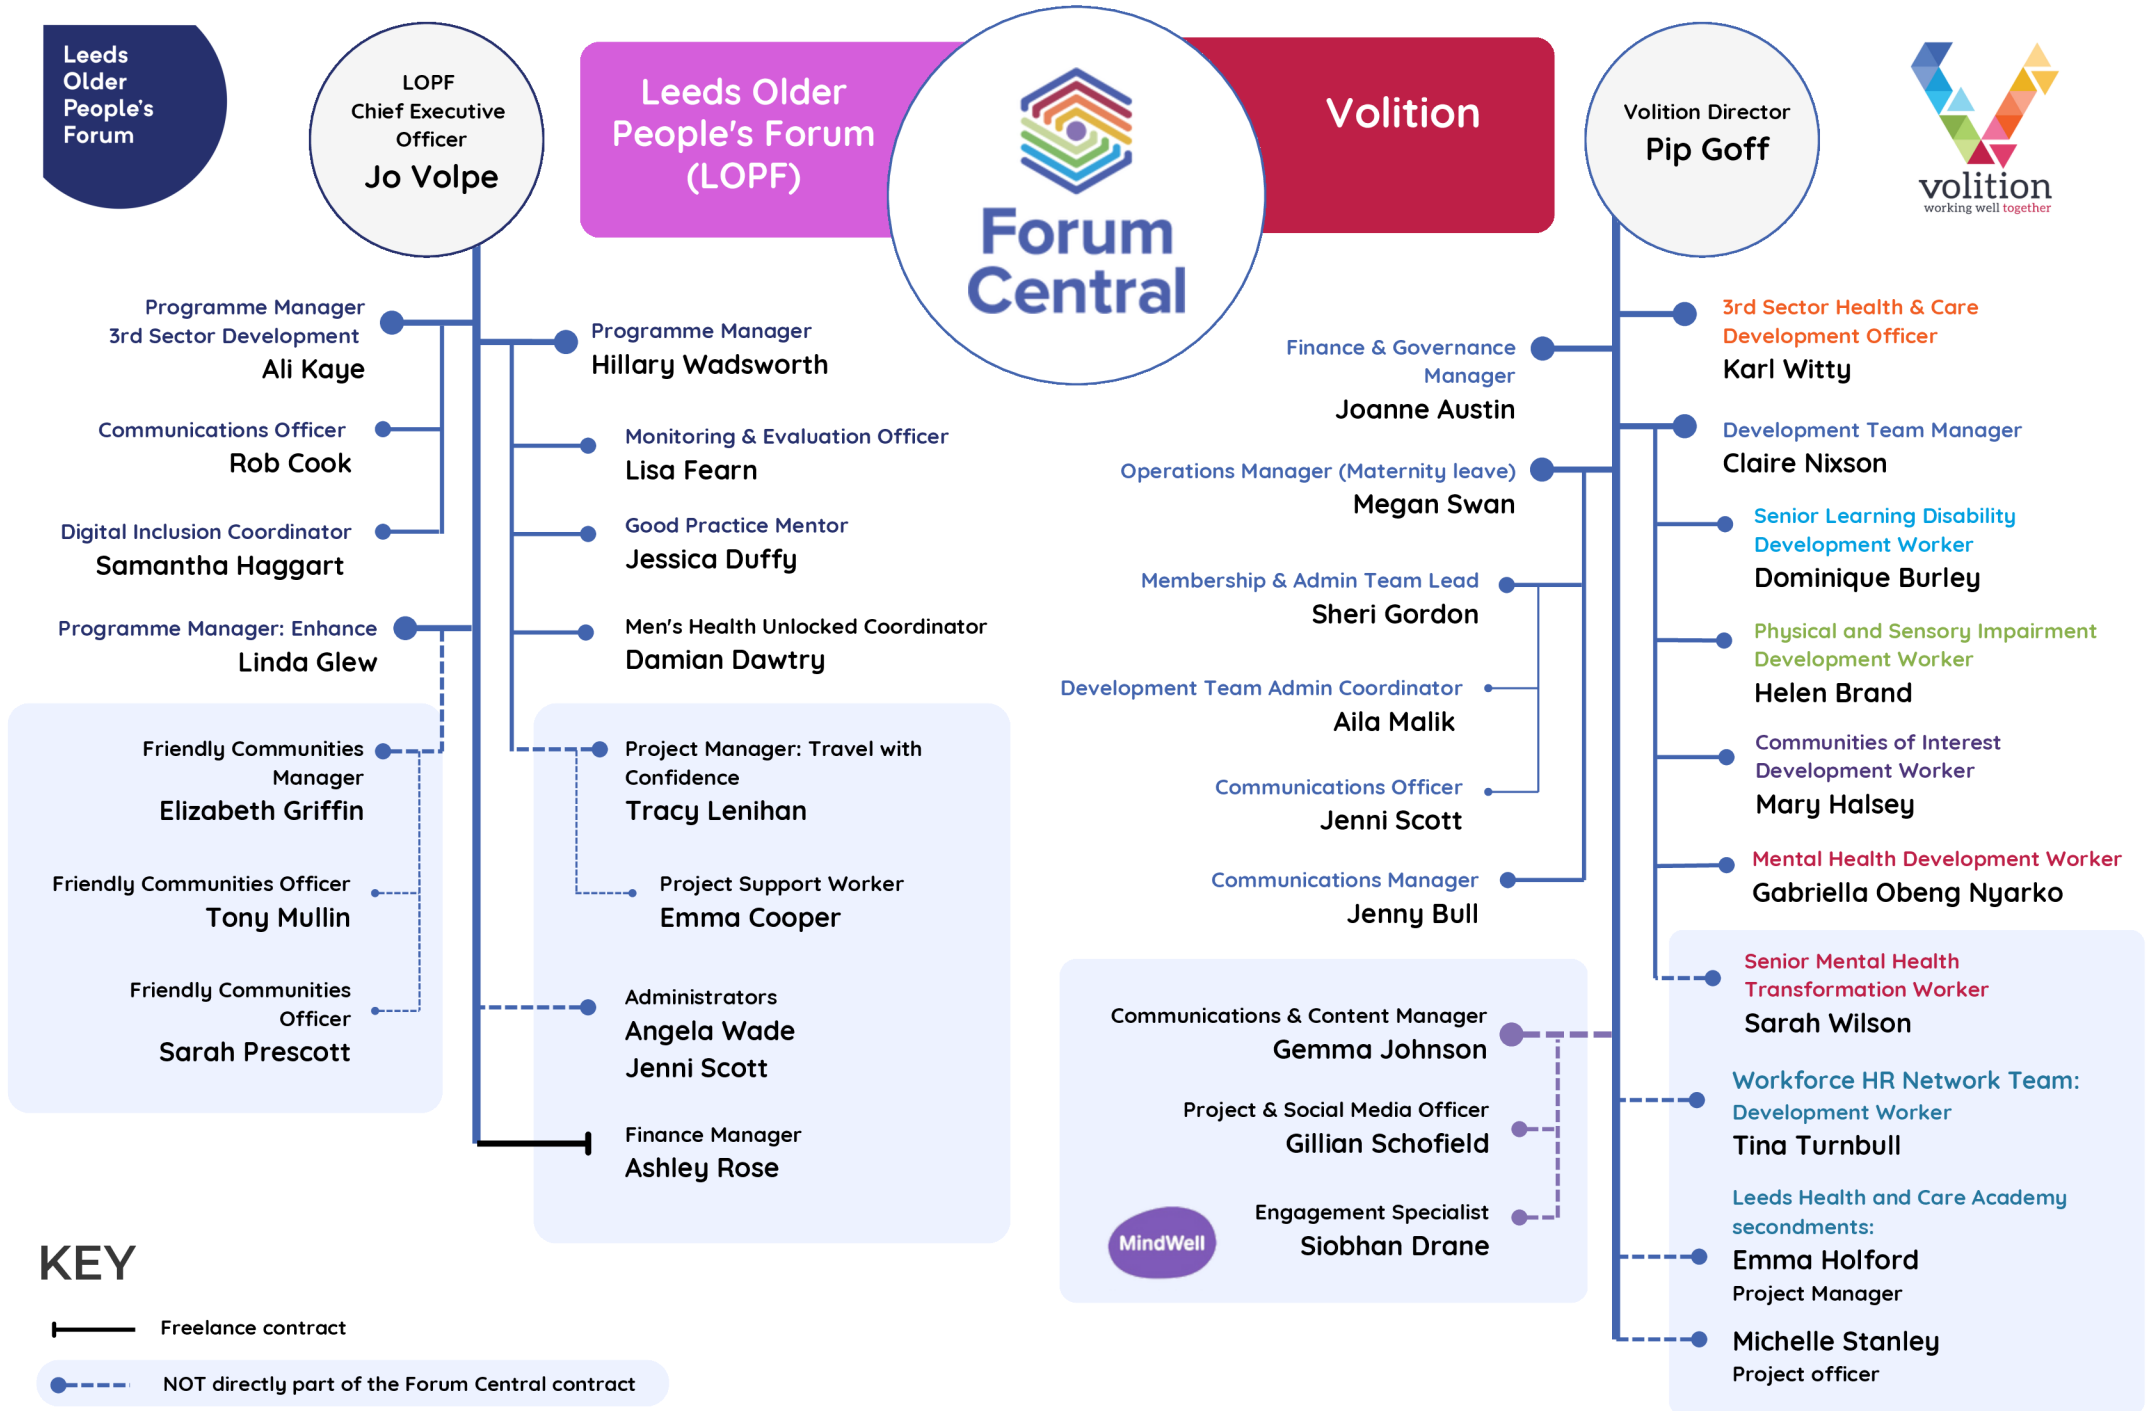 Leeds
Older
People's
Forum
LOPF
Chief Executive
Officer
Jo Volpe
Leeds Older
People's Forum
(LOPF)
Forum
Central
Volition
Volition Director
Pip Goff
volition
working well together
Programme Manager
3rd Sector Development
Ali Kaye
Communications Officer
Rob Cook
Digital Inclusion Coordinator
Samantha Haggart
Programme Manager: Enhance
Linda Glew
Friendly Communities
Manager
Elizabeth Griffin
Friendly Communities Officer
Tony Mullin
Friendly Communities
Officer
Sarah Prescott
Programme Manager
Hillary Wadsworth
Monitoring & Evaluation Officer
Lisa Fearn
Good Practice Mentor
Jessica Duffy
Men's Health Unlocked Coordinator
Damian Dawtry
Project Manager: Travel with
Confidence
Tracy Lenihan
Project Support Worker
Emma Cooper
Administrators
Angela Wade
Jenni Scott
Finance Manager
Ashley Rose
Finance & Governance
Manager
Joanne Austin
Operations Manager (Maternity leave)
Megan Swan
Membership & Admin Team Lead
Sheri Gordon
Development Team Admin Coordinator
Aila Malik
Communications Officer
Jenni Scott
Communications Manager
Jenny Bull
Communications & Content Manager
Gemma Johnson
Project & Social Media Officer
Gillian Schofield
Engagement Specialist
Siobhan Drane
MindWell
3rd Sector Health & Care
Development Officer
Karl Witty
Development Team Manager
Claire Nixson
Senior Learning Disability
Development Worker
Dominique Burley
Physical and Sensory Impairment
Development Worker
Helen Brand
Communities of Interest
Development Worker
Mary Halsey
Mental Health Development Worker
Gabriella Obeng Nyarko
Senior Mental Health
Transformation Worker
Sarah Wilson
Workforce HR Network Team:
Development Worker
Tina Turnbull
Leeds Health and Care Academy
secondments:
Emma Holford
Project Manager
Michelle Stanley
Project officer
KEY
Freelance contract
NOT directly part of the Forum Central contract